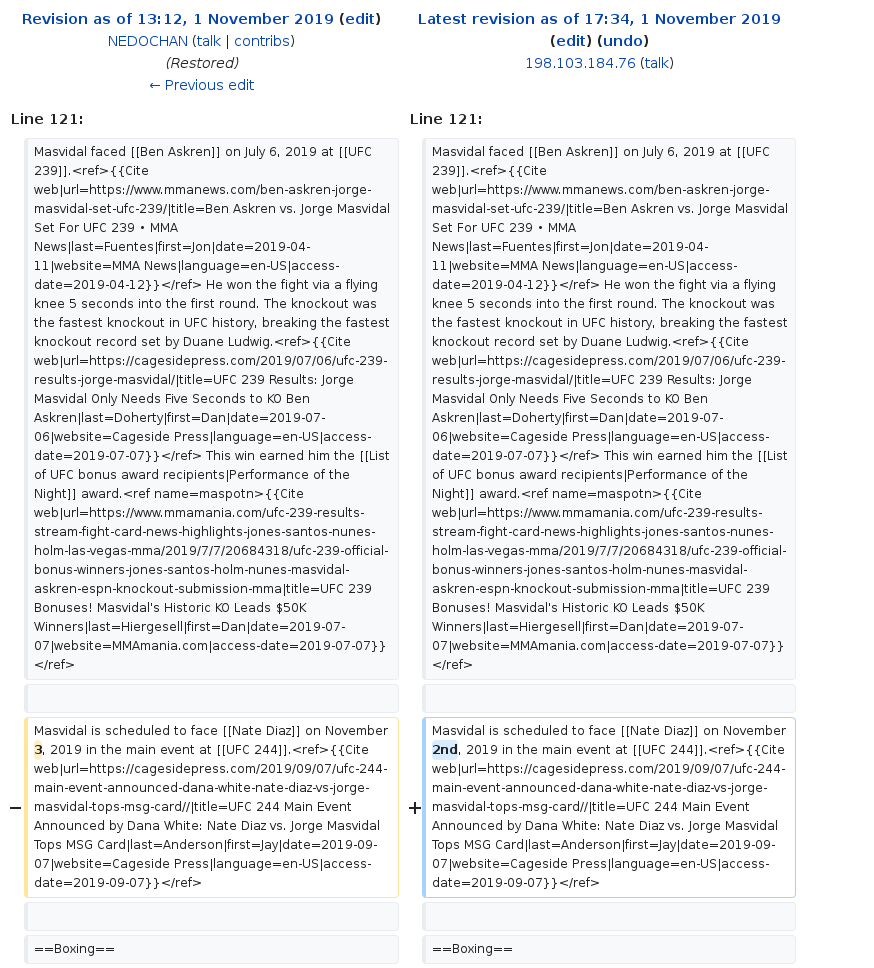 Revision as of 13:12, 1 November 2019 (edit)
NEDOCHAN (talk | contribs)
(Restored)
← Previous edit
Latest revision as of 17:34, 1 November 2019
(edit) (undo)
198.103.184.76 (talk)
Line 121:
Masvidal faced [[Ben Askren]] on July 6, 2019 at [[UFC
239]].<ref>{{Cite
web|url=https://www.mmanews.com/ben-askren-jorge-
masvidal-set-ufc-239/|title=Ben Askren vs. Jorge Masvidal
Set For UFC 239 • MMA
News|last=Fuentes|first=Jon|date=2019-04-
11|website=MMA News|language=en-US|access-
date=2019-04-12}}</ref> He won the fight via a flying
knee 5 seconds into the first round. The knockout was
the fastest knockout in UFC history, breaking the fastest
knockout record set by Duane Ludwig.<ref>{{Cite
web|url=https://cagesidepress.com/2019/07/06/ufc-239-
results-jorge-masvidal/|title=UFC 239 Results: Jorge
Masvidal Only Needs Five Seconds to KO Ben
Askren|last=Doherty|first=Dan|date=2019-07-
06|website=Cageside Press|language=en-US|access-
date=2019-07-07}}</ref> This win earned him the [[List
of UFC bonus award recipients|Performance of the
Night]] award.<ref name=maspotn>{{Cite
web|url=https://www.mmamania.com/ufc-239-results-
stream-fight-card-news-highlights-jones-santos-nunes-
holm-las-vegas-mma/2019/7/7/20684318/ufc-239-official-
bonus-winners-jones-santos-holm-nunes-masvidal-
askren-espn-knockout-submission-mma|title=UFC 239
Bonuses! Masvidal's Historic KO Leads $50K
Winners|last=Hiergesell|first=Dan|date=2019-07-
07|website=MMAmania.com|access-date=2019-07-07}}
</ref>
− Masvidal is scheduled to face [[Nate Diaz]] on November
3, 2019 in the main event at [[UFC 244]].<ref>{{Cite
web|url=https://cagesidepress.com/2019/09/07/ufc-244-
main-event-announced-dana-white-nate-diaz-vs-jorge-
masvidal-tops-msg-card//|title=UFC 244 Main Event
Announced by Dana White: Nate Diaz vs. Jorge Masvidal
Tops MSG Card|last=Anderson|first=Jay|date=2019-09-
07|website=Cageside Press|language=en-US|access-
date=2019-09-07}}</ref>
==Boxing==
Line 121:
Masvidal faced [[Ben Askren]] on July 6, 2019 at [[UFC
239]].<ref>{{Cite
web|url=https://www.mmanews.com/ben-askren-jorge-
masvidal-set-ufc-239/|title=Ben Askren vs. Jorge Masvidal
Set For UFC 239 • MMA
News|last=Fuentes|first=Jon|date=2019-04-
11|website=MMA News|language=en-US|access-
date=2019-04-12}}</ref> He won the fight via a flying
knee 5 seconds into the first round. The knockout was
the fastest knockout in UFC history, breaking the fastest
knockout record set by Duane Ludwig.<ref>{{Cite
web|url=https://cagesidepress.com/2019/07/06/ufc-239-
results-jorge-masvidal/|title=UFC 239 Results: Jorge
Masvidal Only Needs Five Seconds to KO Ben
Askren|last=Doherty|first=Dan|date=2019-07-
06|website=Cageside Press|language=en-US|access-
date=2019-07-07}}</ref> This win earned him the [[List
of UFC bonus award recipients|Performance of the
Night]] award.<ref name=maspotn>{{Cite
web|url=https://www.mmamania.com/ufc-239-results-
stream-fight-card-news-highlights-jones-santos-nunes-
holm-las-vegas-mma/2019/7/7/20684318/ufc-239-official-
bonus-winners-jones-santos-holm-nunes-masvidal-
askren-espn-knockout-submission-mma|title=UFC 239
Bonuses! Masvidal's Historic KO Leads $50K
Winners|last=Hiergesell|first=Dan|date=2019-07-
07|website=MMAmania.com|access-date=2019-07-07}}
</ref>
+ Masvidal is scheduled to face [[Nate Diaz]] on November
2nd, 2019 in the main event at [[UFC 244]].<ref>{{Cite
web|url=https://cagesidepress.com/2019/09/07/ufc-244-
main-event-announced-dana-white-nate-diaz-vs-jorge-
masvidal-tops-msg-card//|title=UFC 244 Main Event
Announced by Dana White: Nate Diaz vs. Jorge Masvidal
Tops MSG Card|last=Anderson|first=Jay|date=2019-09-
07|website=Cageside Press|language=en-US|access-
date=2019-09-07}}</ref>
==Boxing==